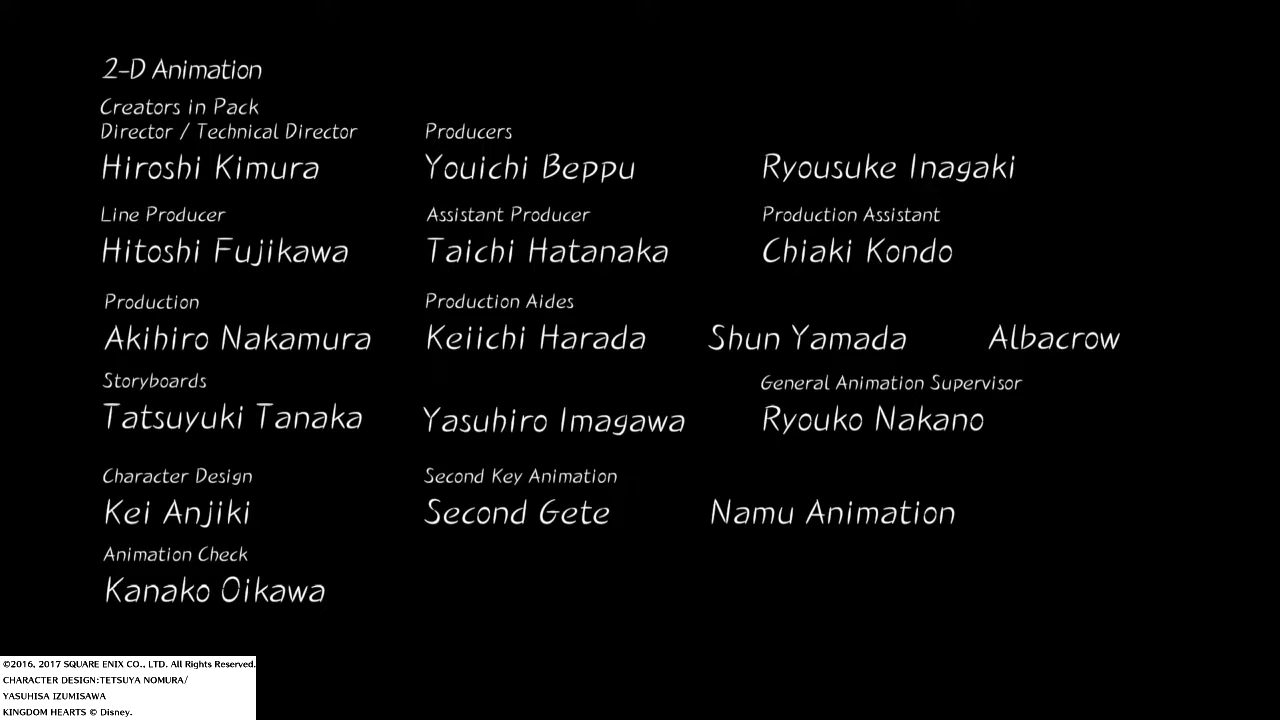 2-D Animation
Creators in Pack
Director / Technical Director Producers
Hiroshi Kimura Youichi Beppu Ryousuke Inagaki
Line Producer Assistant Producer Production Assistant
Hitoshi Fujikawa Taichi Hatanaka Chiaki Kondo
Production Production Aides
Akihiro Nakamura Keiichi Harada Shun Yamada Albacrow
Storyboards General Animation Supervisor
Tatsuyuki Tanaka Yasuhiro Imagawa Ryouko Nakano
Character Design Second Key Animation
Kei Anjiki Second Gete Namu Animation
Animation Check
Kanako Oikawa
©2016, 2017 SQUARE ENIX CO., LTD. All Rights Reserved.
CHARACTER DESIGN:TETSUYA NOMURA/
YASUHISA IZUMISAWA
KINGDOM HEARTS © Disney.